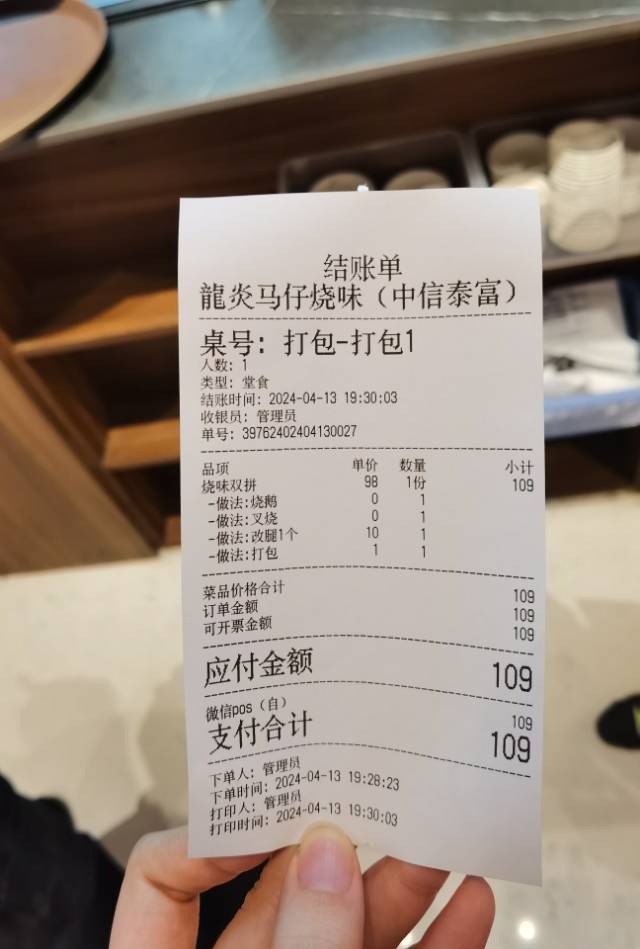 结账单
龍炎马仔烧味（中信泰富）
桌号: 打包-打包1
人数: 1
类型: 堂食
结账时间: 2024-04-13 19:30:03
收银员: 管理员
单号: 39762402404130027
品项 单价 数量 小计
烧味双拼 98 1份 109
-做法:烧鹅 0 1
-做法:叉烧 0 1
-做法:改腿1个 10 1
-做法:打包 1 1
菜品价格合计 109
订单金额 109
可开票金额 109
应付金额 109
微信pos（自） 109
支付合计 109
下单人: 管理员
下单时间: 2024-04-13 19:28:23
打印人: 管理员
打印时间: 2024-04-13 19:30:03